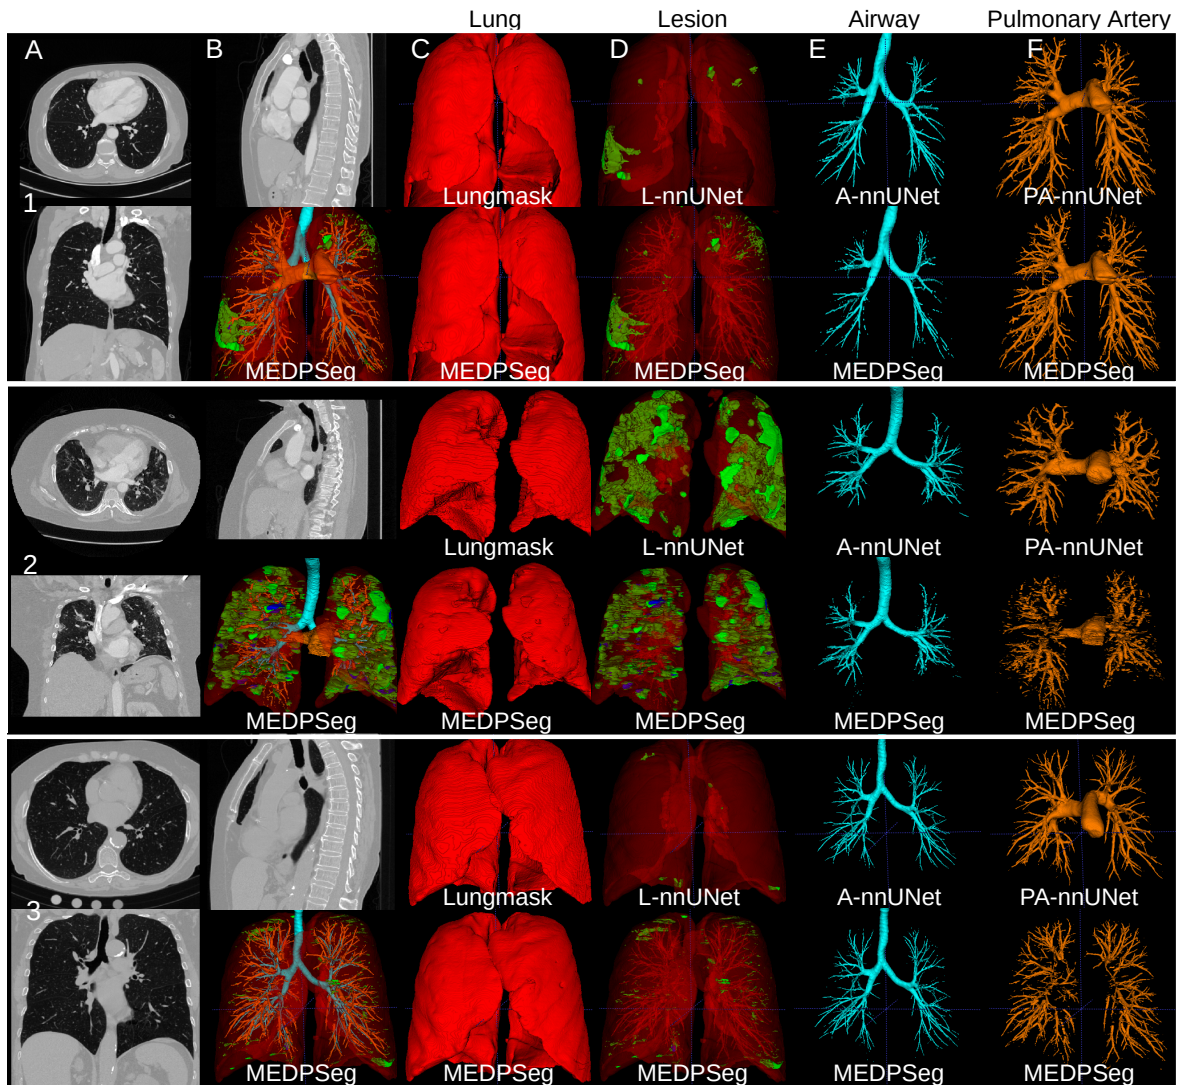 Lung Lesion Airway Pulmonary Artery
A B C D E F
Lungmask L-nnUNet A-nnUNet PA-nnUNet
1
MEDPSeg MEDPSeg MEDPSeg MEDPSeg MEDPSeg
Lungmask L-nnUNet A-nnUNet PA-nnUNet
2
MEDPSeg MEDPSeg MEDPSeg MEDPSeg MEDPSeg
Lungmask L-nnUNet A-nnUNet PA-nnUNet
3
MEDPSeg MEDPSeg MEDPSeg MEDPSeg MEDPSeg